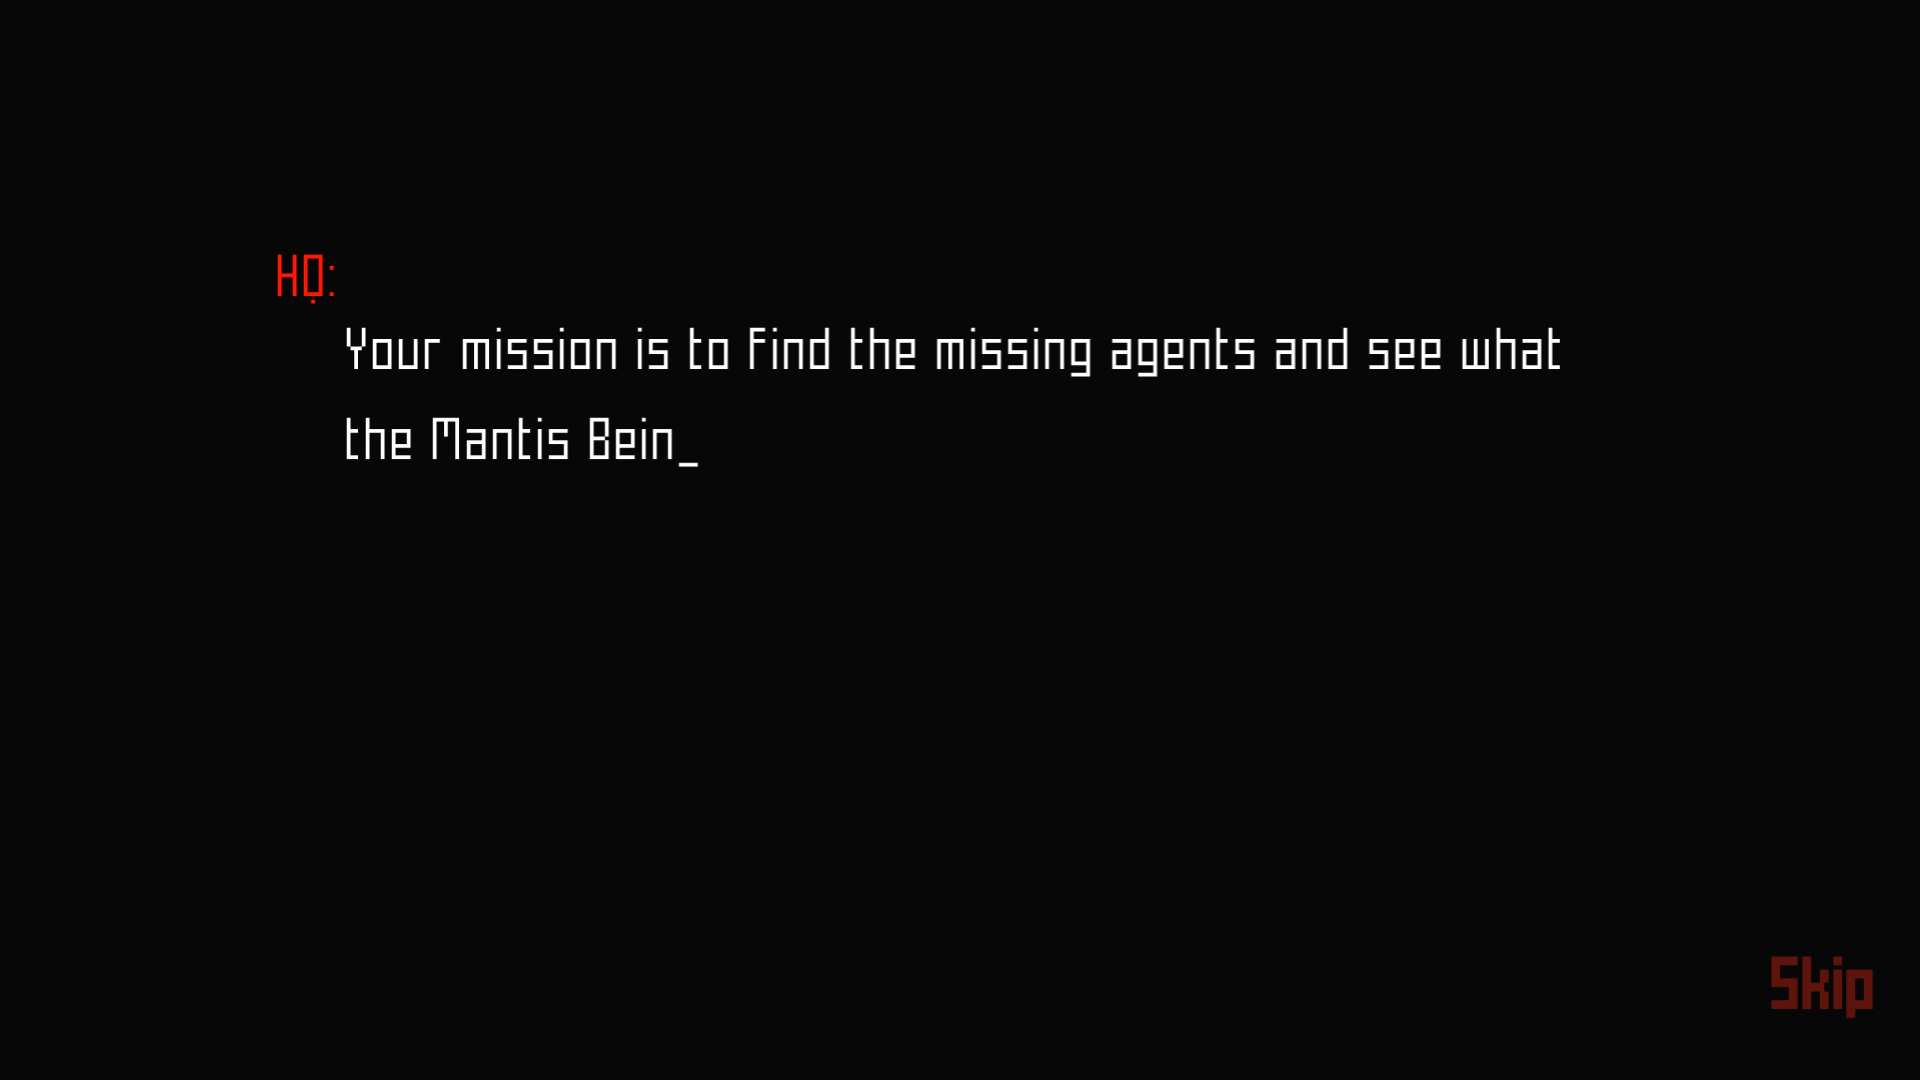 HQ:
Your mission is to find the missing agents and see what
the Mantis Bein_
Skip